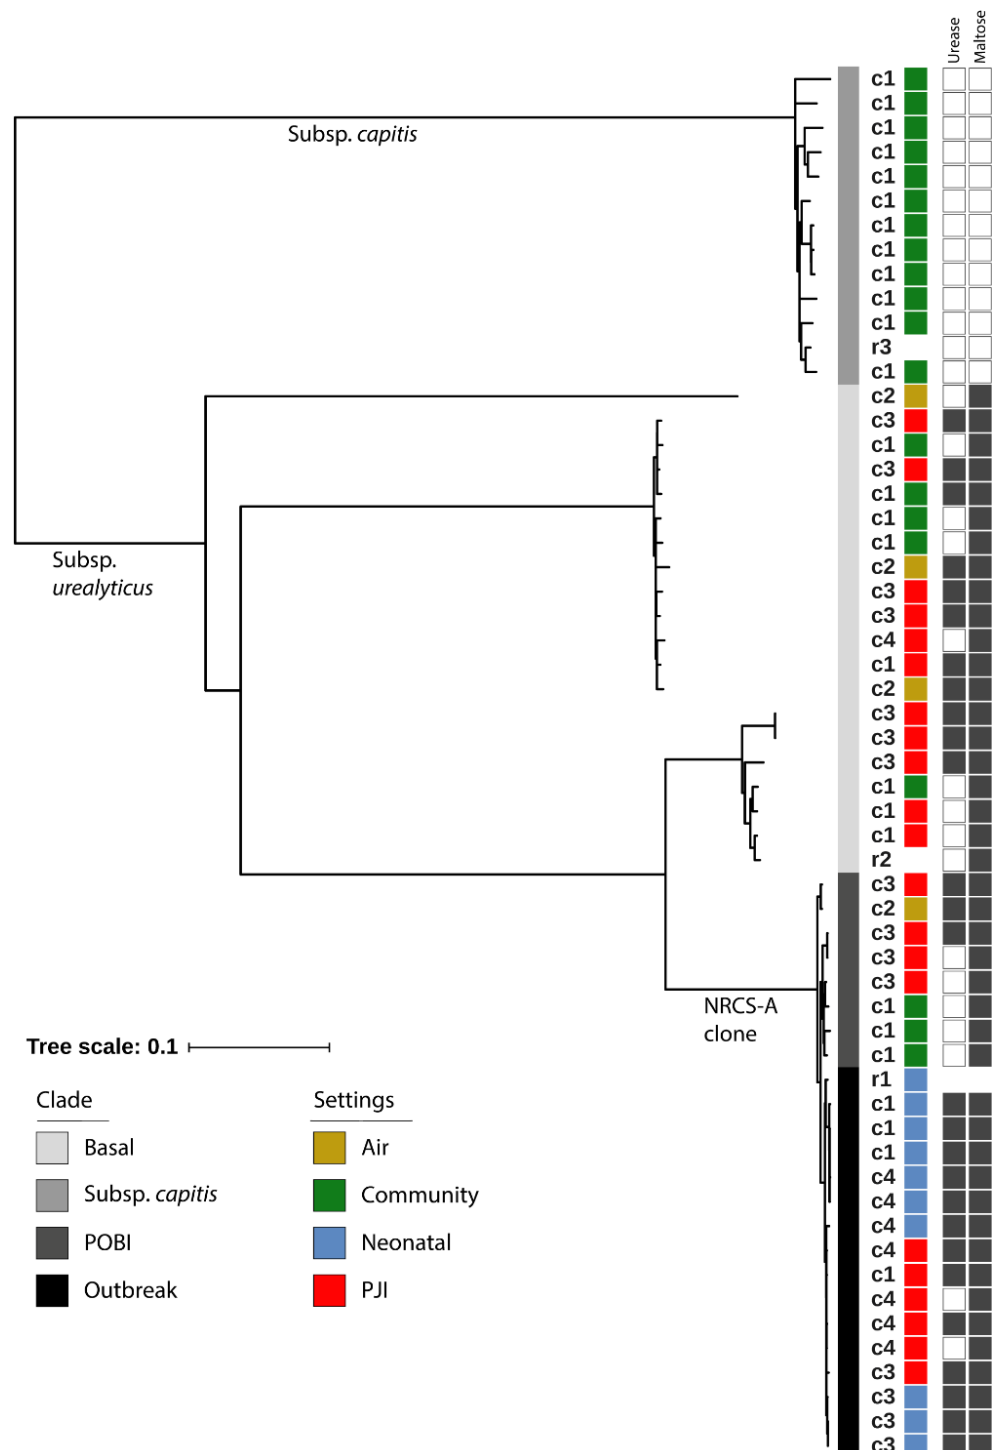 Urease Maltose
c1
c1
Subsp. capitis
c1
c1
c1
c1
c1
c1
c1
c1
c1
r3
c1
c2
c3
c1
c3
c1
c1
c1
Subsp.
urealyticus
c2
c3
c3
c4
c1
c2
c3
c3
c3
c1
c1
c1
r2
c3
c2
c3
c3
c3
NRCS-A
clone
c1
c1
c1
Tree scale: 0.1
r1
c1
c1
c1
c4
c4
c4
c4
c1
c4
c4
c4
c3
c3
c3
c3
Clade
Basal
Subsp. capitis
POBI
Outbreak
Settings
Air
Community
Neonatal
PJI